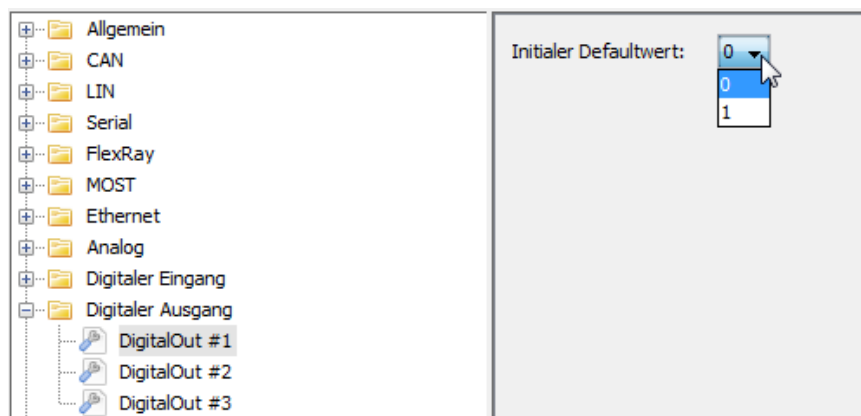 Allgemein
CAN
LIN
Serial
FlexRay
MOST
Ethernet
Analog
Digitaler Eingang
Digitaler Ausgang
DigitalOut #1
DigitalOut #2
DigitalOut #3
Initialer Defaultwert: 0
0
1